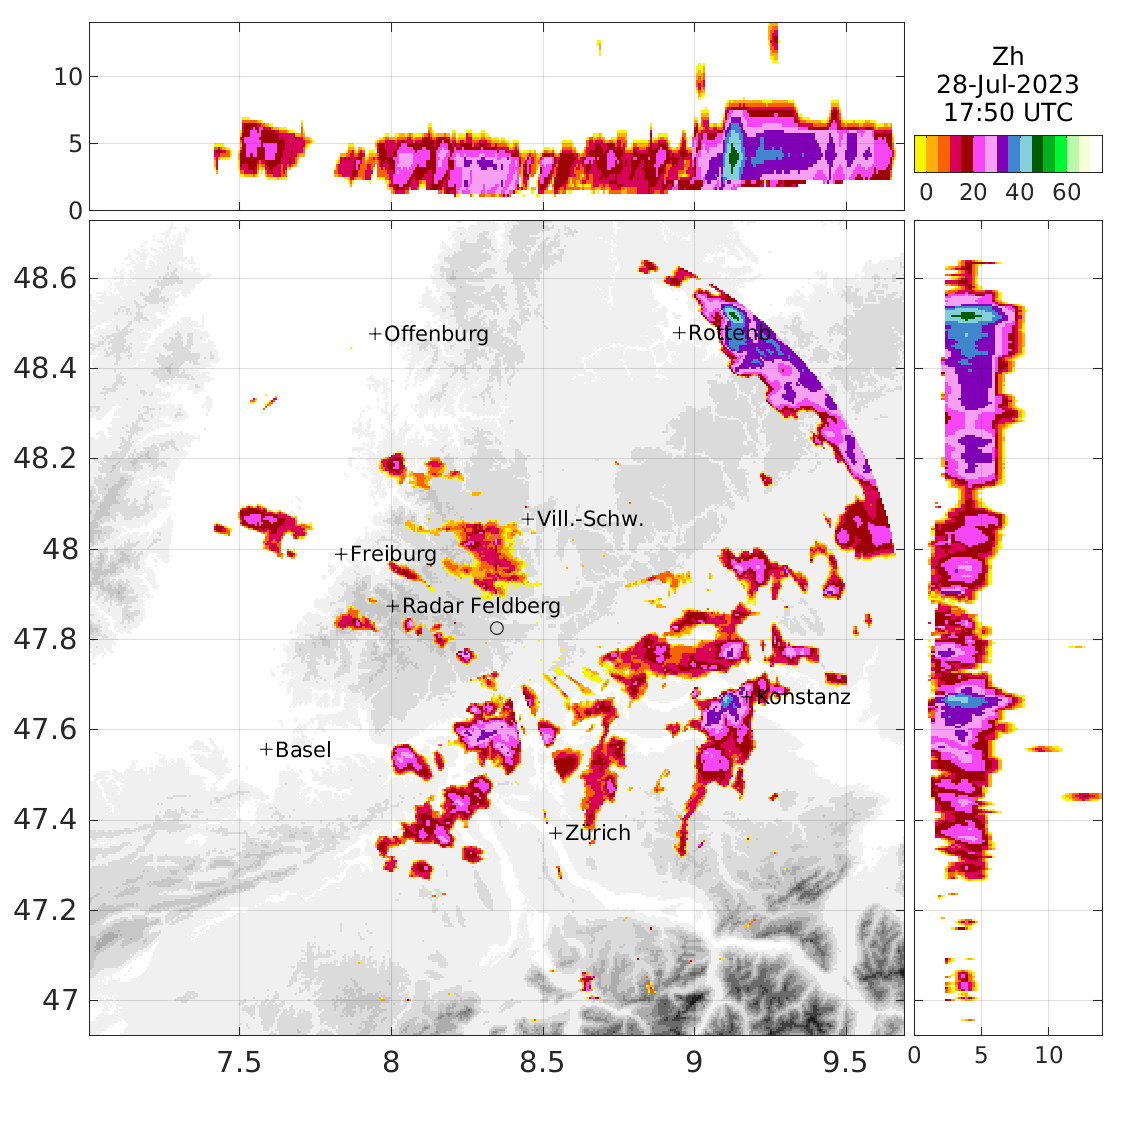 10
5
0
Zh
28-Jul-2023
17:50 UTC
0 20 40 60
48.6
48.4
48.2
48
47.8
47.6
47.4
47.2
47
+Offenburg
+Rottenb.
+Vill.-Schw.
+Freiburg
+Radar Feldberg
+Konstanz
+Basel
+Zürich
7.5 8 8.5 9 9.5
0 5 10